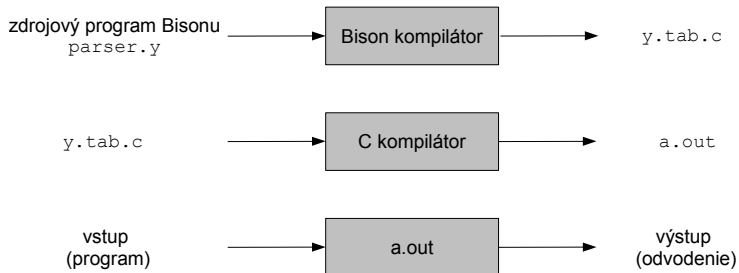 zdrojový program Bisonu
parser.y
Bison kompilátor
y.tab.c
y.tab.c
C kompilátor
a.out
vstup
(program)
a.out
výstup
(odvodenie)